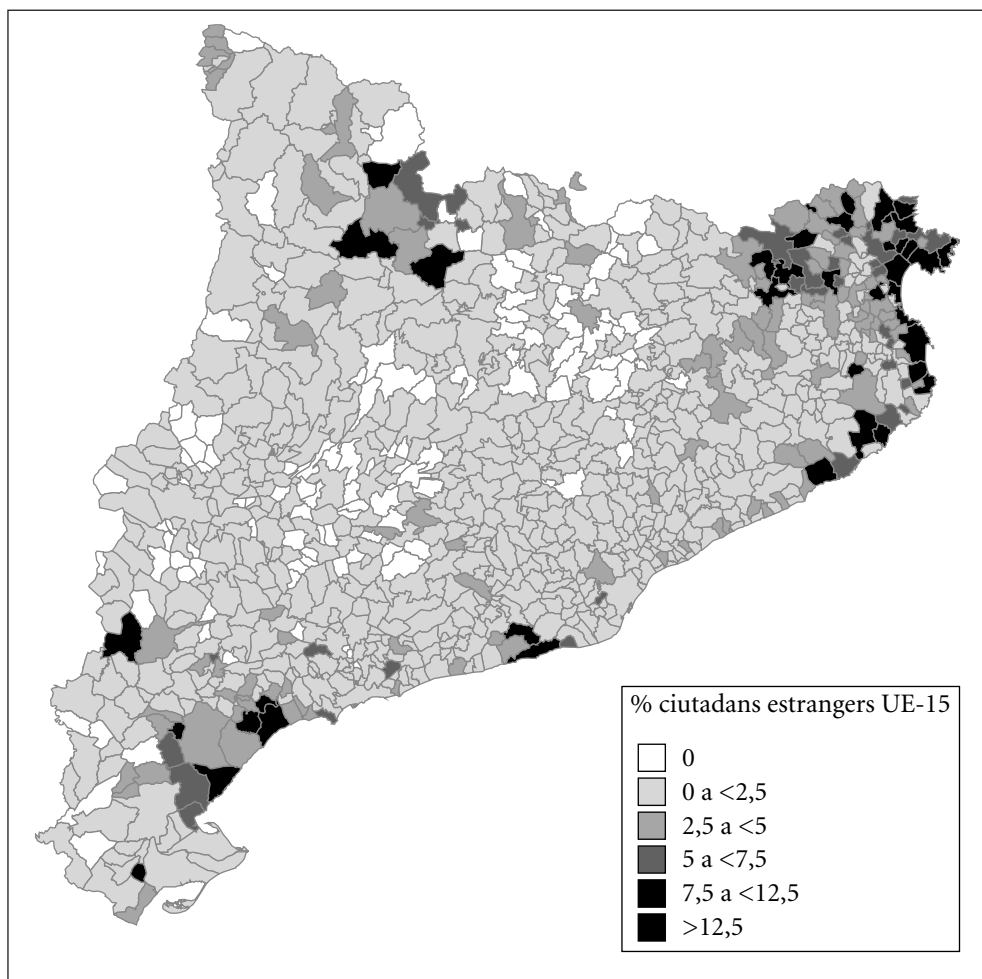 % ciutadans estrangers UE-15
0
0 a <2,5
2,5 a <5
5 a <7,5
7,5 a <12,5
>12,5